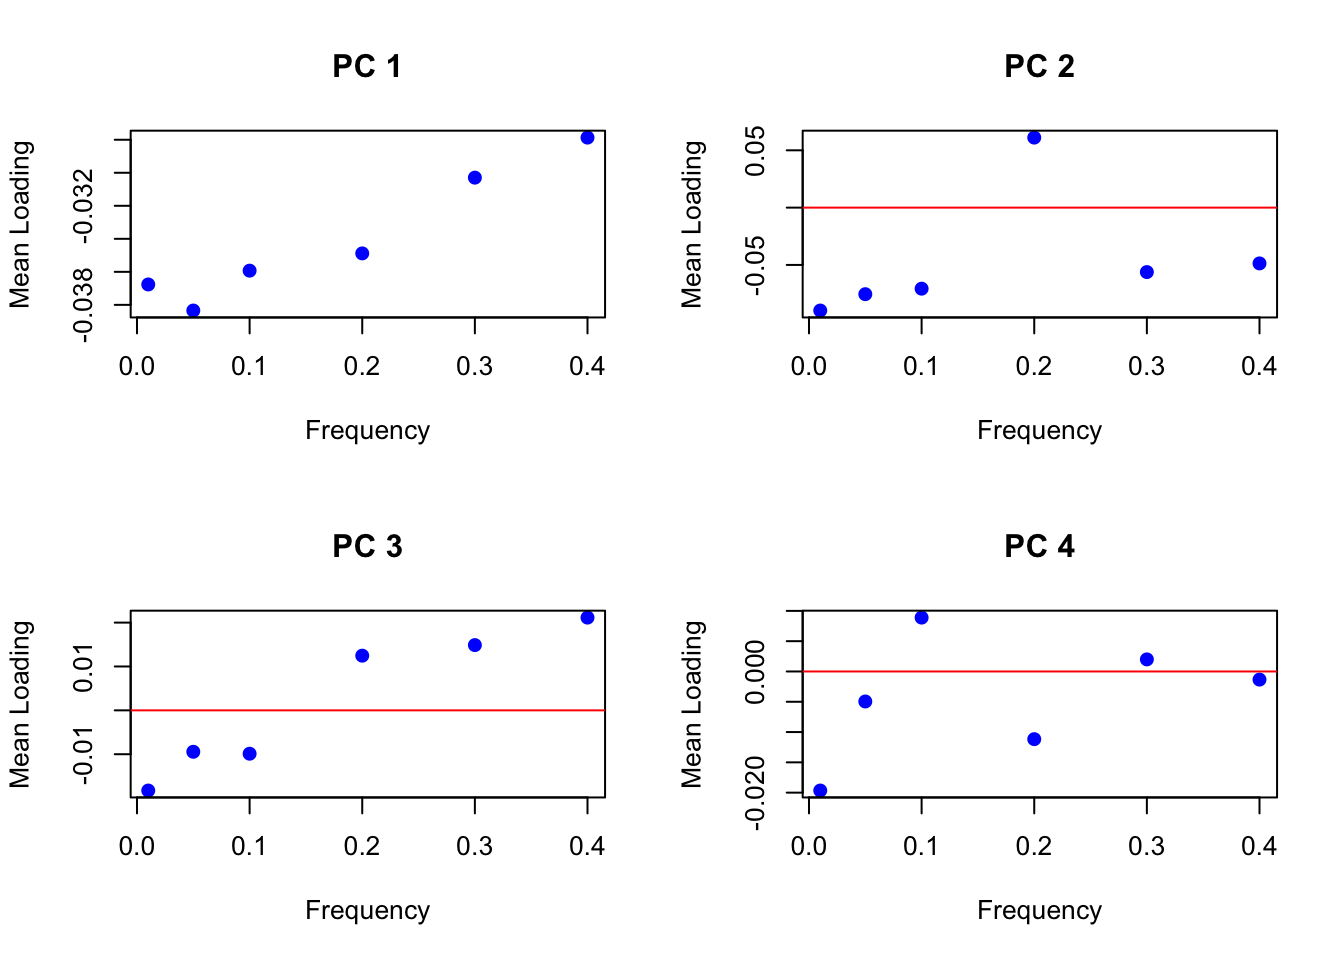 PC 1
Mean Loading
-0.032
-0.038
0.0 0.1 0.2 0.3 0.4
Frequency
PC 2
Mean Loading
0.05
-0.05
0.0 0.1 0.2 0.3 0.4
Frequency
PC 3
Mean Loading
0.01
-0.01
0.0 0.1 0.2 0.3 0.4
Frequency
PC 4
Mean Loading
0.000
-0.020
0.0 0.1 0.2 0.3 0.4
Frequency